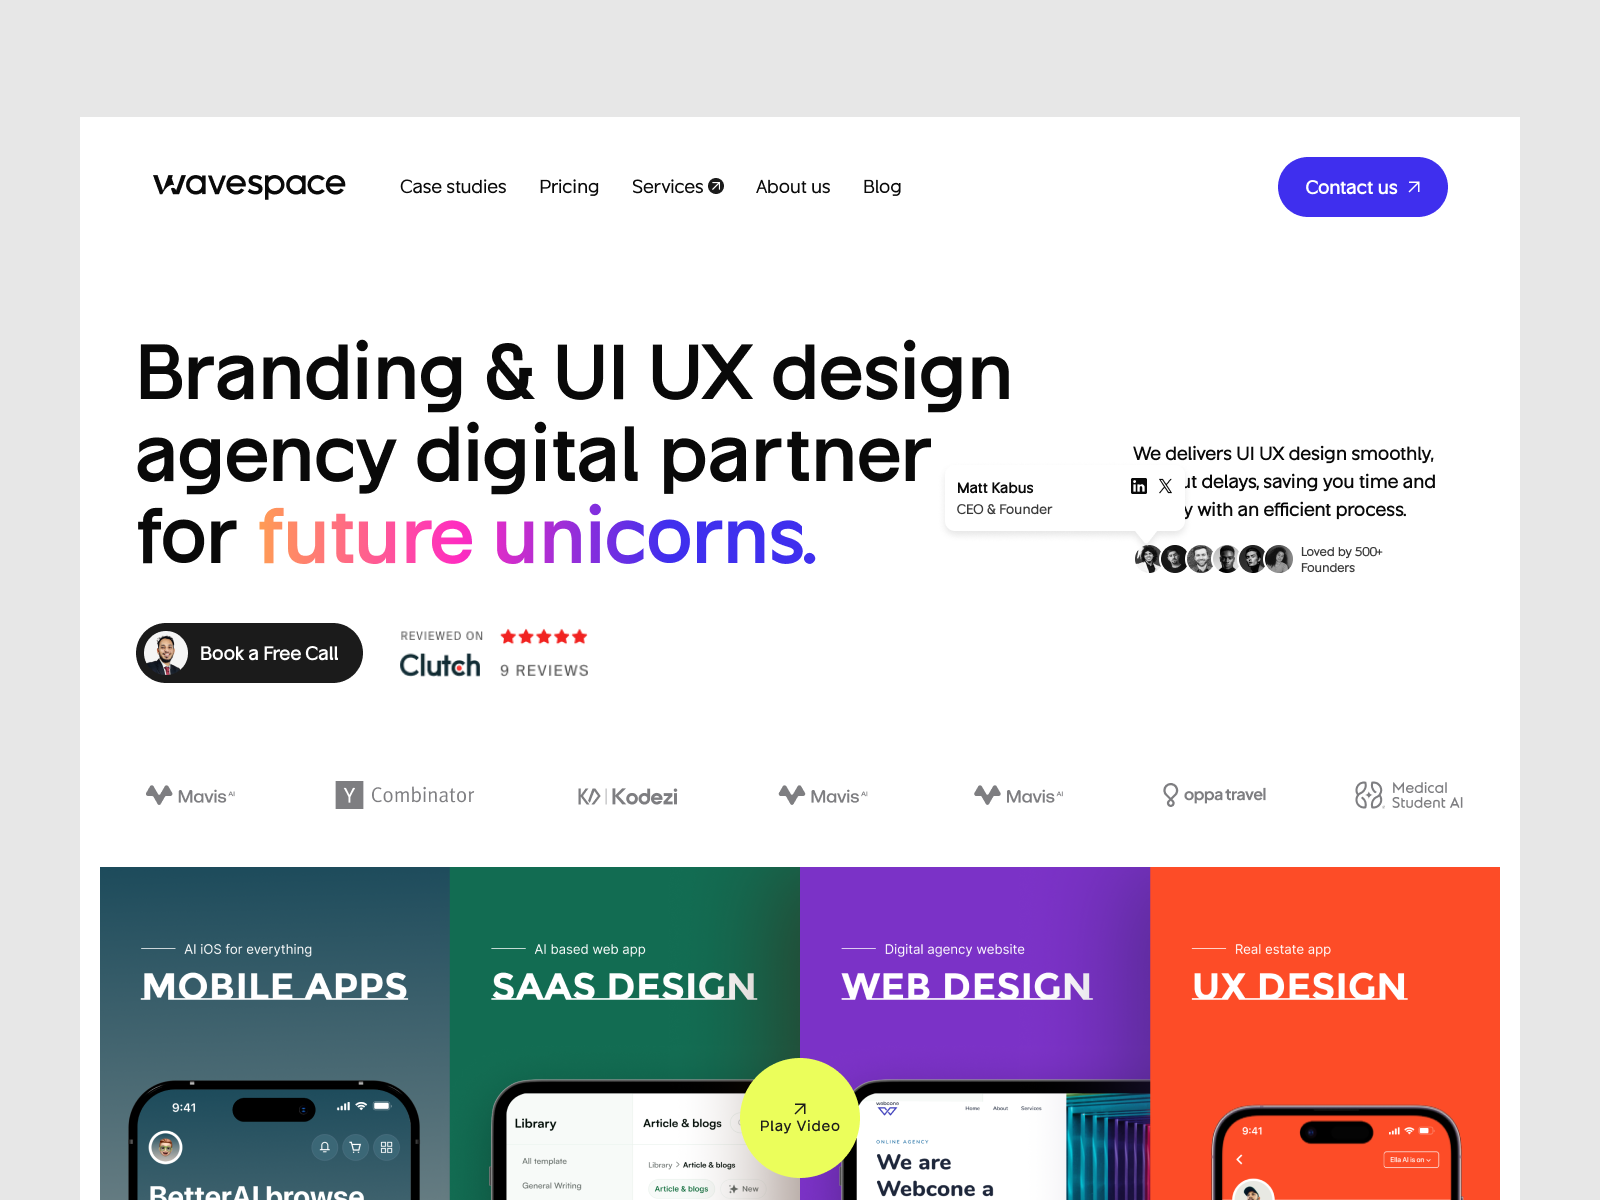 wavespace
Case studies
Pricing
Services
About us
Blog
Contact us
Branding & UI UX design
agency digital partner
for future unicorns.
We delivers UI UX design smoothly,
ut delays, saving you time and
y with an efficient process.
Matt Kabus
CEO & Founder
Loved by 500+
Founders
Book a Free Call
REVIEWED ON
Clutch
9 REVIEWS
Mavis AI
Y Combinator
Kodezi
Mavis AI
Mavis AI
oppa travel
Medical
Student AI
AI iOS for everything
MOBILE APPS
AI based web app
SAAS DESIGN
Digital agency website
WEB DESIGN
Real estate app
UX DESIGN
9:41
BetterAI browse
Library
All template
General Writing
Article & blogs
Library > Article & blogs
Article & blogs
New
Play Video
webcone
Home
About
Services
ONLINE AGENCY
We are
Webcone a
9:41
Ella AI is on